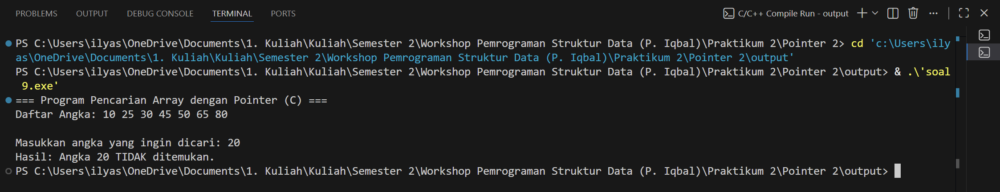 PROBLEMS OUTPUT DEBUG CONSOLE TERMINAL PORTS C/C++ Compile Run - output
PS C:\Users\ilyas\OneDrive\Documents\1. Kuliah\Kuliah\Semester 2\Workshop Pemrograman Struktur Data (P. Iqbal)\Praktikum 2\Pointer 2> cd 'c:\Users\ily
as\OneDrive\Documents\1. Kuliah\Kuliah\Semester 2\Workshop Pemrograman Struktur Data (P. Iqbal)\Praktikum 2\Pointer 2\output'
PS C:\Users\ilyas\OneDrive\Documents\1. Kuliah\Kuliah\Semester 2\Workshop Pemrograman Struktur Data (P. Iqbal)\Praktikum 2\Pointer 2\output> & .\'soal
 9.exe'
=== Program Pencarian Array dengan Pointer (C) ===
Daftar Angka: 10 25 30 45 50 65 80
Masukkan angka yang ingin dicari: 20
Hasil: Angka 20 TIDAK ditemukan.
PS C:\Users\ilyas\OneDrive\Documents\1. Kuliah\Kuliah\Semester 2\Workshop Pemrograman Struktur Data (P. Iqbal)\Praktikum 2\Pointer 2\output>